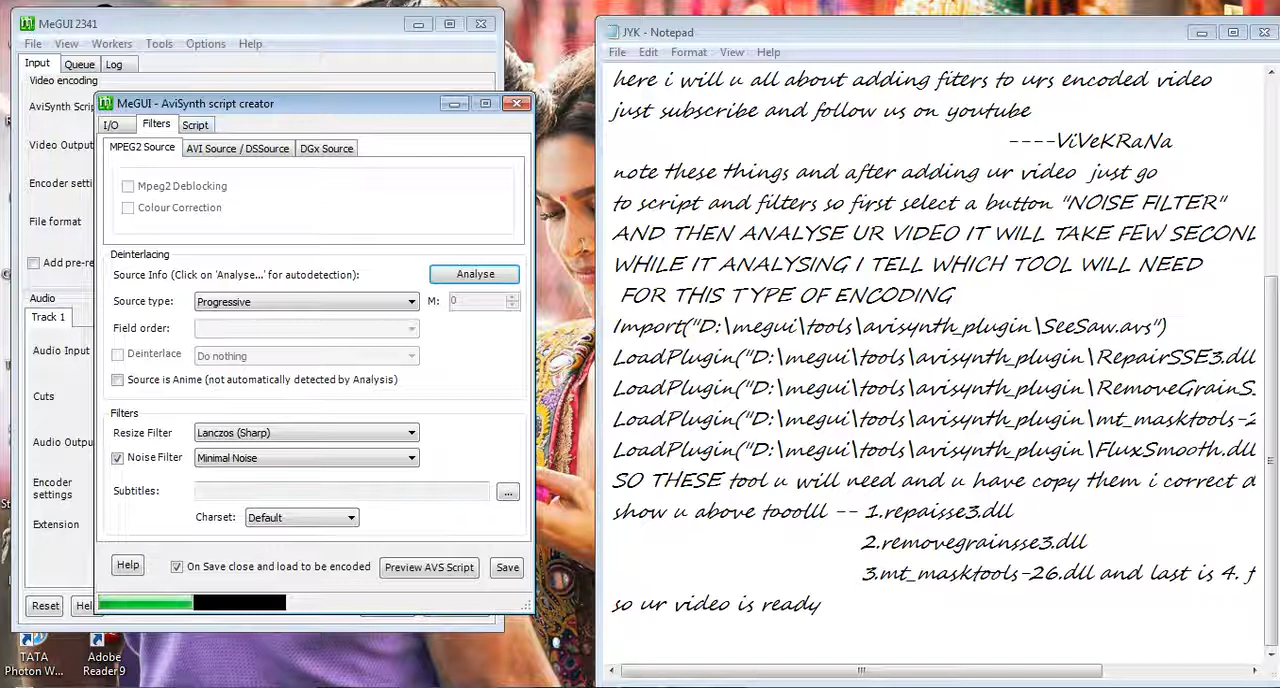 MeGUI 2341
File View Workers Tools Options Help
Input Queue Log
Video encoding
AviSynth Scrip
Video Output
Encoder setti
File format
Add pre-re
Audio
Track 1
Audio Input
Cuts
Audio Outpu
Encoder
settings
Extension
Reset Hel
MeGUI - AviSynth script creator
I/O Filters Script
MPEG2 Source AVI Source / DSSource DGx Source
Mpeg2 Deblocking
Colour Correction
Deinterlacing
Source Info (Click on 'Analyse...' for autodetection): Analyse
Source type: Progressive M: 0
Field order:
Deinterlace Do nothing
Source is Anime (not automatically detected by Analysis)
Filters
Resize Filter Lanczos (Sharp)
Noise Filter Minimal Noise
Subtitles: ...
Charset: Default
Help On Save close and load to be encoded Preview AVS Script Save
TATA
Photon W...
Adobe
Reader 9
JYK - Notepad
File Edit Format View Help
here i will u all about adding fiters to urs encoded video
just subscribe and follow us on youtube
----ViVeKRaNa
note these things and after adding ur video just go
to script and filters so first select a button "NOISE FILTER"
AND THEN ANALYSE UR VIDEO IT WILL TAKE FEW SECOND
WHILE IT ANALYSING I TELL WHICH TOOL WILL NEED
FOR THIS TYPE OF ENCODING
Import("D:\megui\tools\avisynth_plugin\SeeSaw.avs")
LoadPlugin("D:\megui\tools\avisynth_plugin\RepairSSE3.dll
LoadPlugin("D:\megui\tools\avisynth_plugin\RemoveGrainS
LoadPlugin("D:\megui\tools\avisynth_plugin\mt_masktools-2
LoadPlugin("D:\megui\tools\avisynth_plugin\FluxSmooth.dll
SO THESE tool u will need and u have copy them i correct a
show u above tooolll -- 1.repaisse3.dll
2.removegrainsse3.dll
3.mt_masktools-26.dll and last is 4. f
so ur video is ready